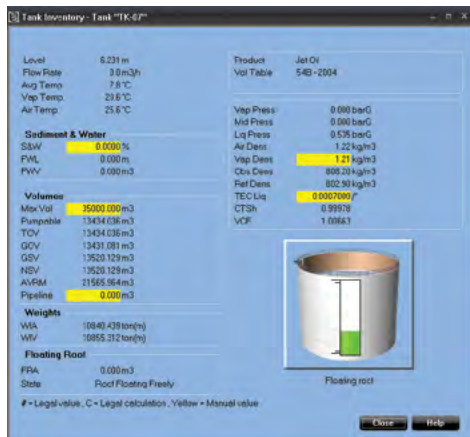 Tank Inventory - Tank "TK-07"
Level 6.231 m
Flow Rate 3.0 m3/h
Avg Temp 7.8 °C
Vap Temp 23.6 °C
Air Temp 25.6 °C
Product Jet Oil
Vol Table 54B - 2004
Sediment & Water
S&W 0.0000 %
FWL 0.000 m
FWV 0.000 m3
Vap Press 0.000 barG
Mid Press 0.000 barG
Liq Press 0.535 barG
Air Dens 1.22 kg/m3
Vap Dens 1.21 kg/m3
Obs Dens 808.20 kg/m3
Ref Dens 802.90 kg/m3
TEC Liq 0.0007000 /°
CTSh 0.99978
VCF 1.00663
Volumes
Max Vol 35000.000 m3
Pumpable 13434.036 m3
TOV 13434.036 m3
GOV 13431.081 m3
GSV 13520.129 m3
NSV 13520.129 m3
AVRM 21565.964 m3
Pipeline 0.000 m3
Weights
WIA 10840.439 ton(m)
WIV 10855.312 ton(m)
Floating Roof
FRA 0.000 m3
State Roof Floating Freely
Floating roof
# = Legal value, C = Legal calculation, Yellow = Manual value
Close Help